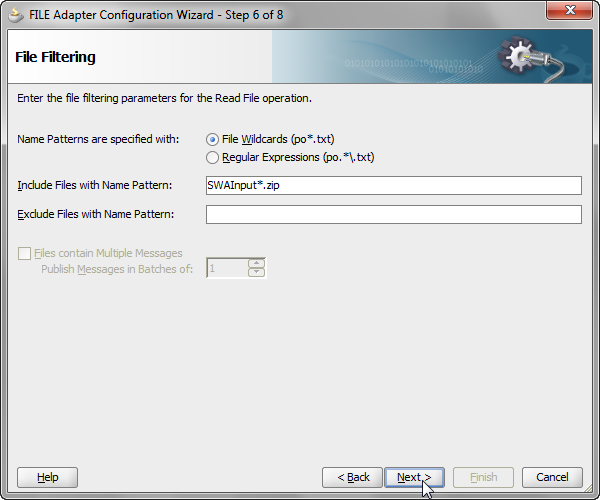 FILE Adapter Configuration Wizard - Step 6 of 8
File Filtering
0101010101010101010101010101
010101010101
Enter the file filtering parameters for the Read File operation.
Name Patterns are specified with:
File Wildcards (po*.txt)
Regular Expressions (po.*\.txt)
Include Files with Name Pattern:
SWAInput*.zip
Exclude Files with Name Pattern:
Files contain Multiple Messages
Publish Messages in Batches of:
1
Help
< Back
Next >
Finish
Cancel